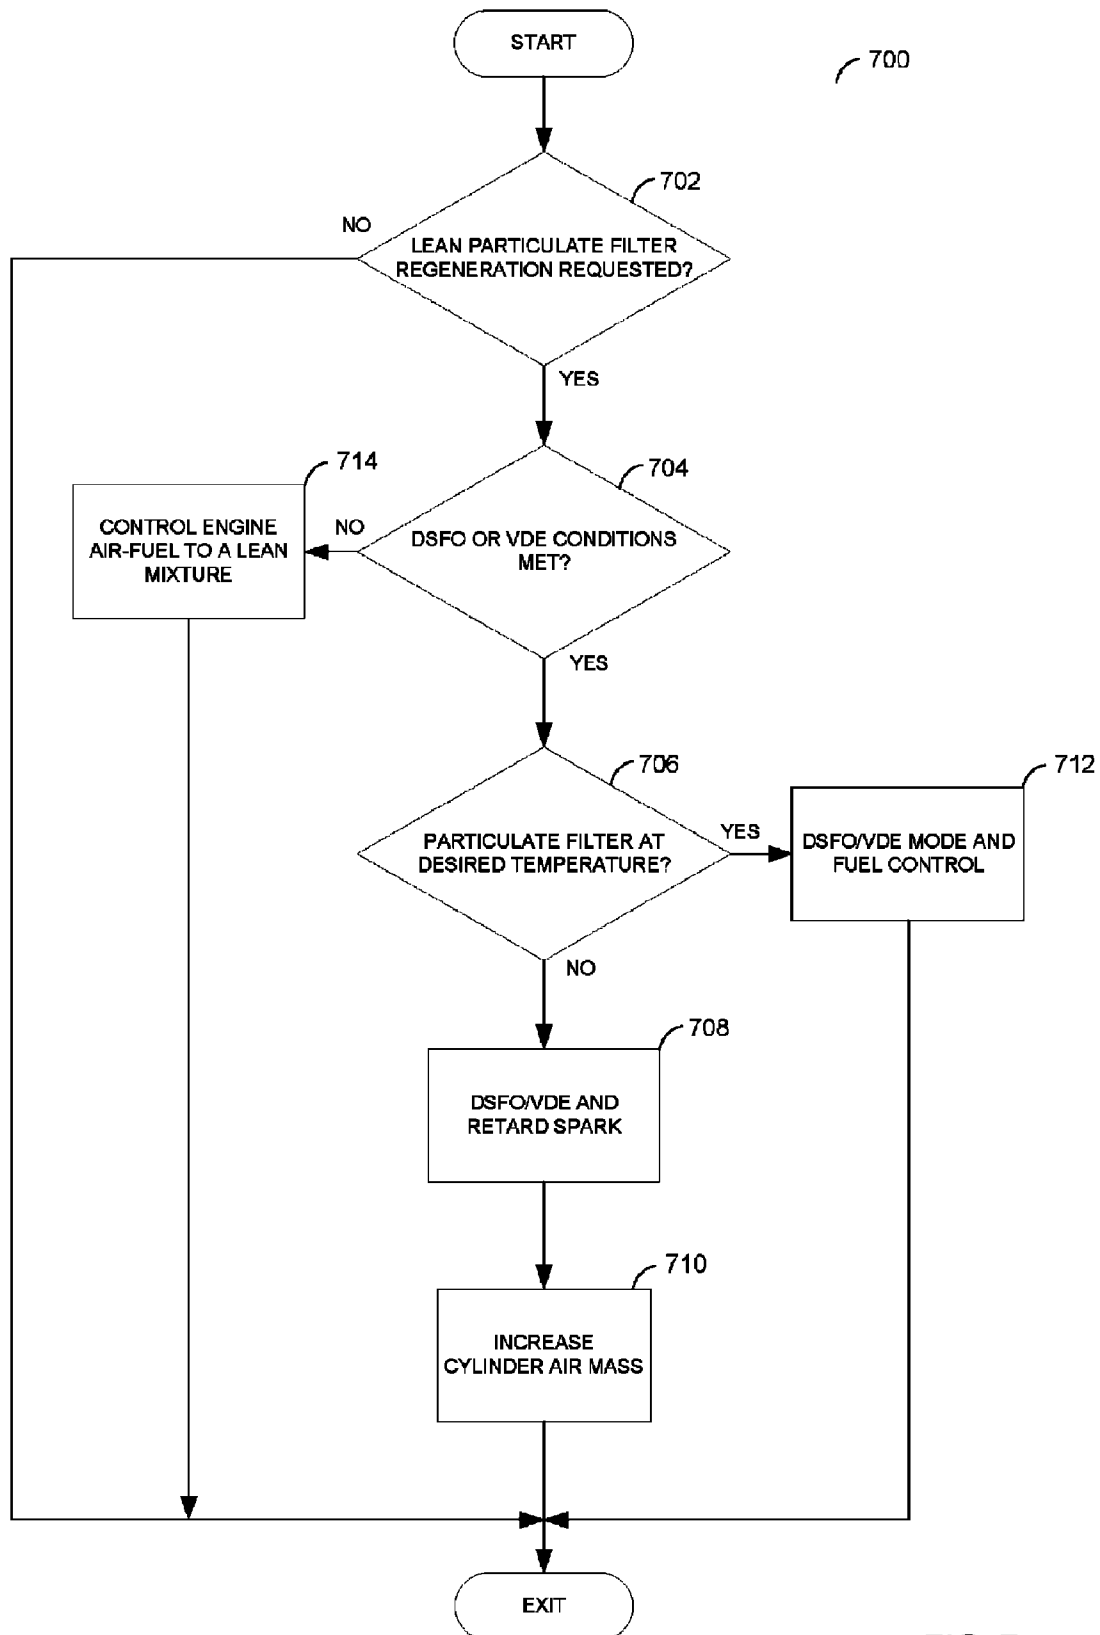 START
700
702
NO
LEAN PARTICULATE FILTER
REGENERATION REQUESTED?
YES
714
704
CONTROL ENGINE
AIR-FUEL TO A LEAN
MIXTURE
NO
DSFO OR VDE CONDITIONS
MET?
YES
706
712
PARTICULATE FILTER AT
DESIRED TEMPERATURE?
YES
DSFO/VDE MODE AND
FUEL CONTROL
NO
708
DSFO/VDE AND
RETARD SPARK
710
INCREASE
CYLINDER AIR MASS
EXIT